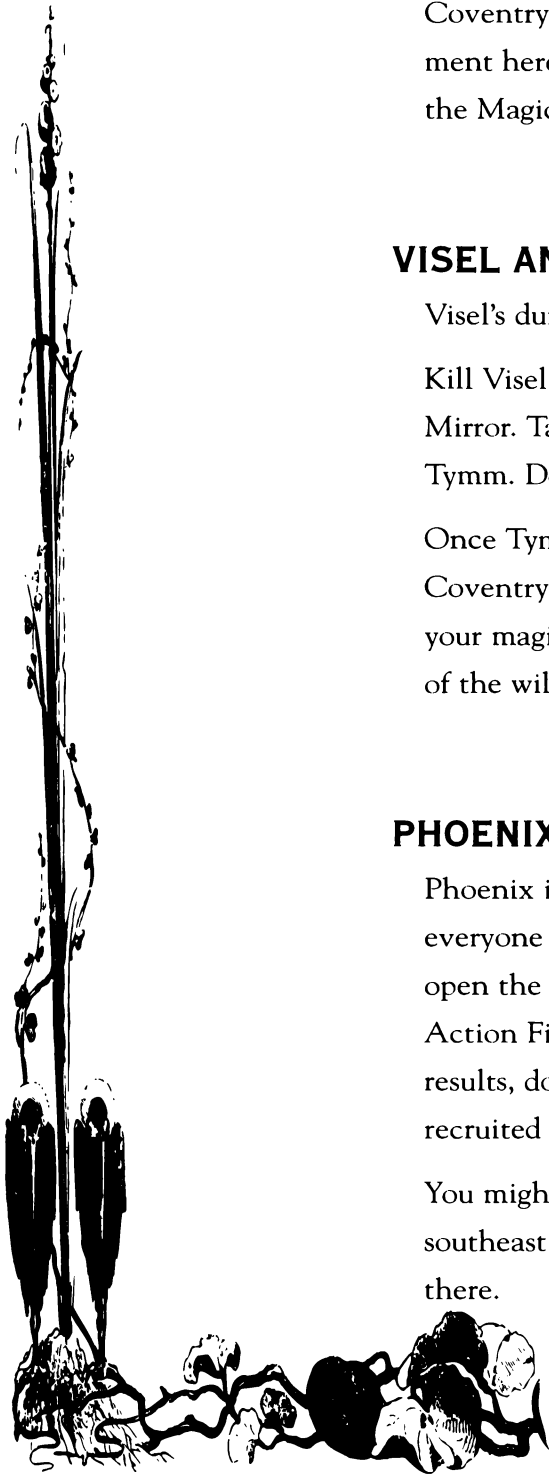 Coventry
ment here
the Magic
VISEL AN
Visel's du
Kill Visel
Mirror. Ta
Tymm. D
Once Tym
Coventry
your magi
of the wil
PHOENIX
Phoenix i
everyone
open the
Action Fi
results, do
recruited
You migh
southeast
there.